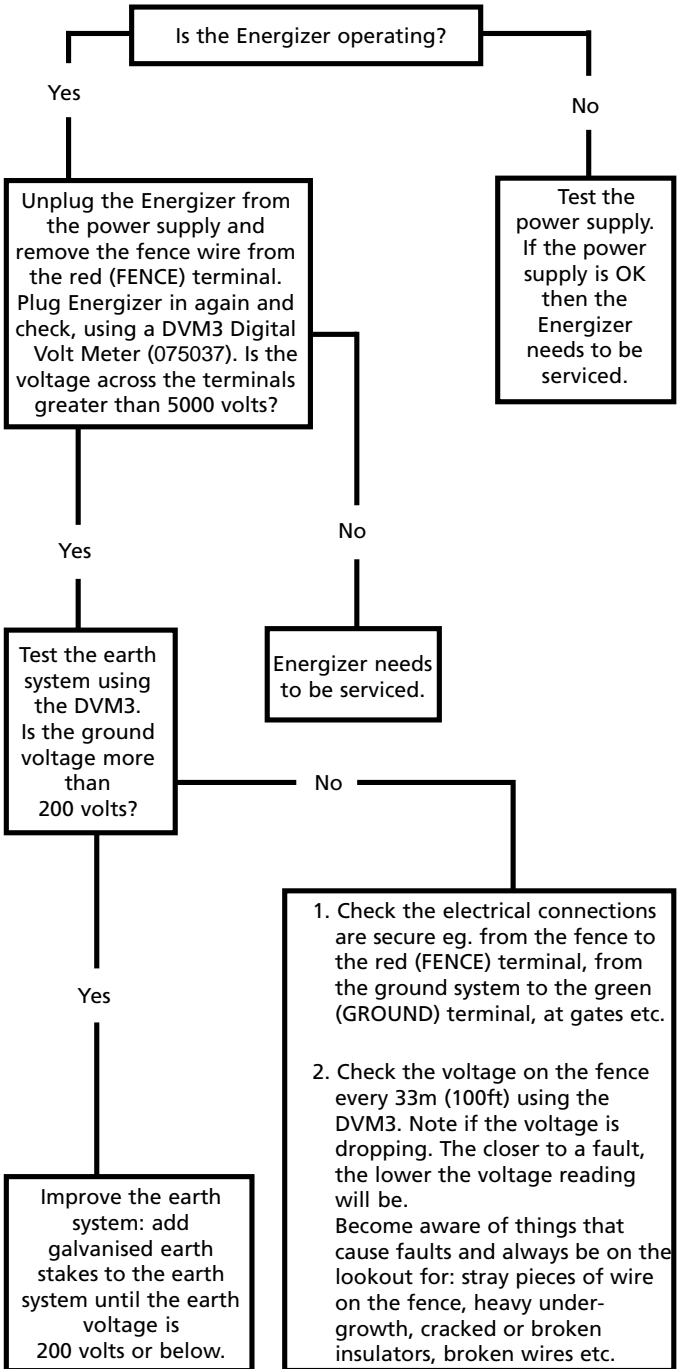 Is the Energizer operating?
Yes
No
Unplug the Energizer from
the power supply and
remove the fence wire from
the red (FENCE) terminal.
Plug Energizer in again and
check, using a DVM3 Digital
Volt Meter (075037). Is the
voltage across the terminals
greater than 5000 volts?
Test the
power supply.
If the power
supply is OK
then the
Energizer
needs to be
serviced.
Yes
No
Test the earth
system using
the DVM3.
Is the ground
voltage more
than
200 volts?
Energizer needs
to be serviced.
No
Yes
1. Check the electrical connections
are secure eg. from the fence to
the red (FENCE) terminal, from
the ground system to the green
(GROUND) terminal, at gates etc.
2. Check the voltage on the fence
every 33m (100ft) using the
DVM3. Note if the voltage is
dropping. The closer to a fault,
the lower the voltage reading
will be.
Become aware of things that
cause faults and always be on the
lookout for: stray pieces of wire
on the fence, heavy under-
growth, cracked or broken
insulators, broken wires etc.
Improve the earth
system: add
galvanised earth
stakes to the earth
system until the earth
voltage is
200 volts or below.